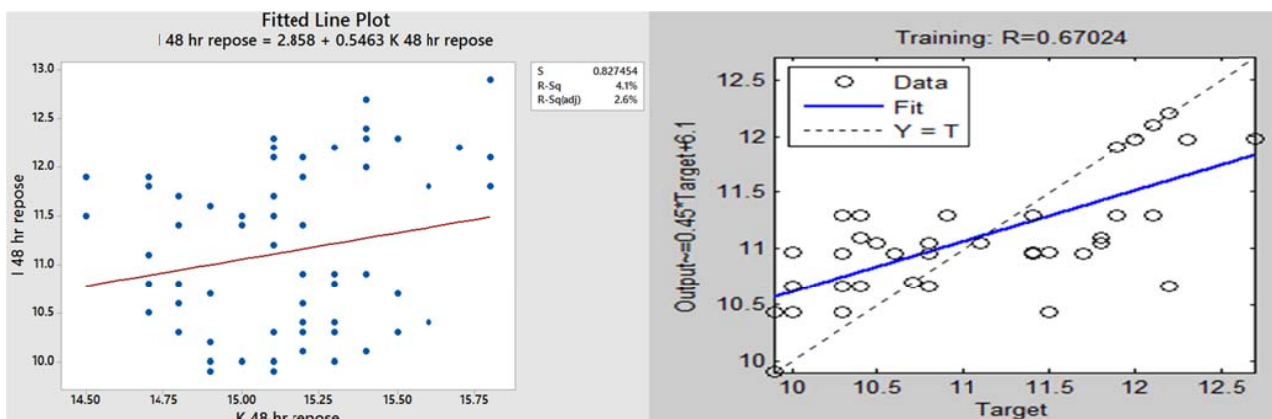 Fitted Line Plot
I 48 hr repose = 2.858 + 0.5463 K 48 hr repose
S 0.827454
R-Sq 4.1%
R-Sq(adj) 2.6%
I 48 hr repose
13.0
12.5
12.0
11.5
11.0
10.5
10.0
14.50 14.75 15.00 15.25 15.50 15.75
K 48 hr repose
Training: R=0.67024
Data
Fit
Y = T
Output~=0.45*Target+6.1
12.5
12
11.5
11
10.5
10
10 10.5 11 11.5 12 12.5
Target